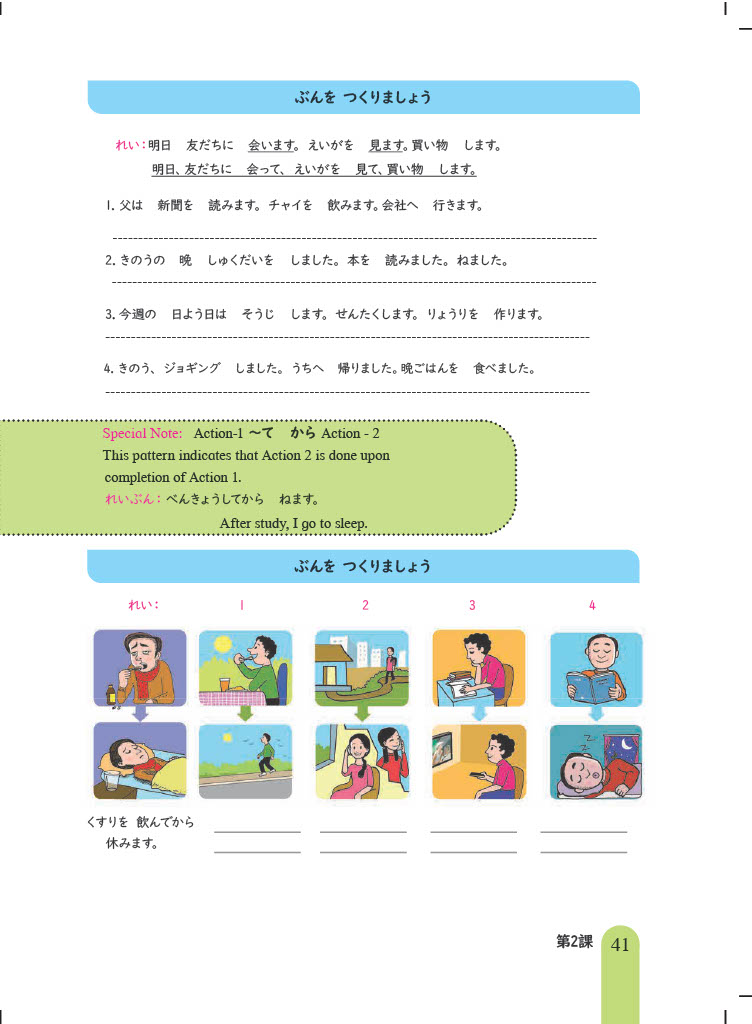 ぶんを つくりましょう
れい：明日　友だちに　会います。えいがを　見ます。買い物　します。
明日、友だちに　会って、えいがを　見て、買い物　します。
1. 父は　新聞を　読みます。チャイを　飲みます。会社へ　行きます。
2. きのうの　晩　しゅくだいを　しました。本を　読みました。ねました。
3. 今週の　日よう日は　そうじ　します。せんたくします。りょうりを　作ります。
4. きのう、ジョギング　しました。うちへ　帰りました。晩ごはんを　食べました。
Special Note: Action-1 〜て　から Action - 2
This pattern indicates that Action 2 is done upon
completion of Action 1.
れいぶん：べんきょうしてから　ねます。
After study, I go to sleep.
ぶんを つくりましょう
れい： 1 2 3 4
くすりを 飲んでから
休みます。
第2課 41